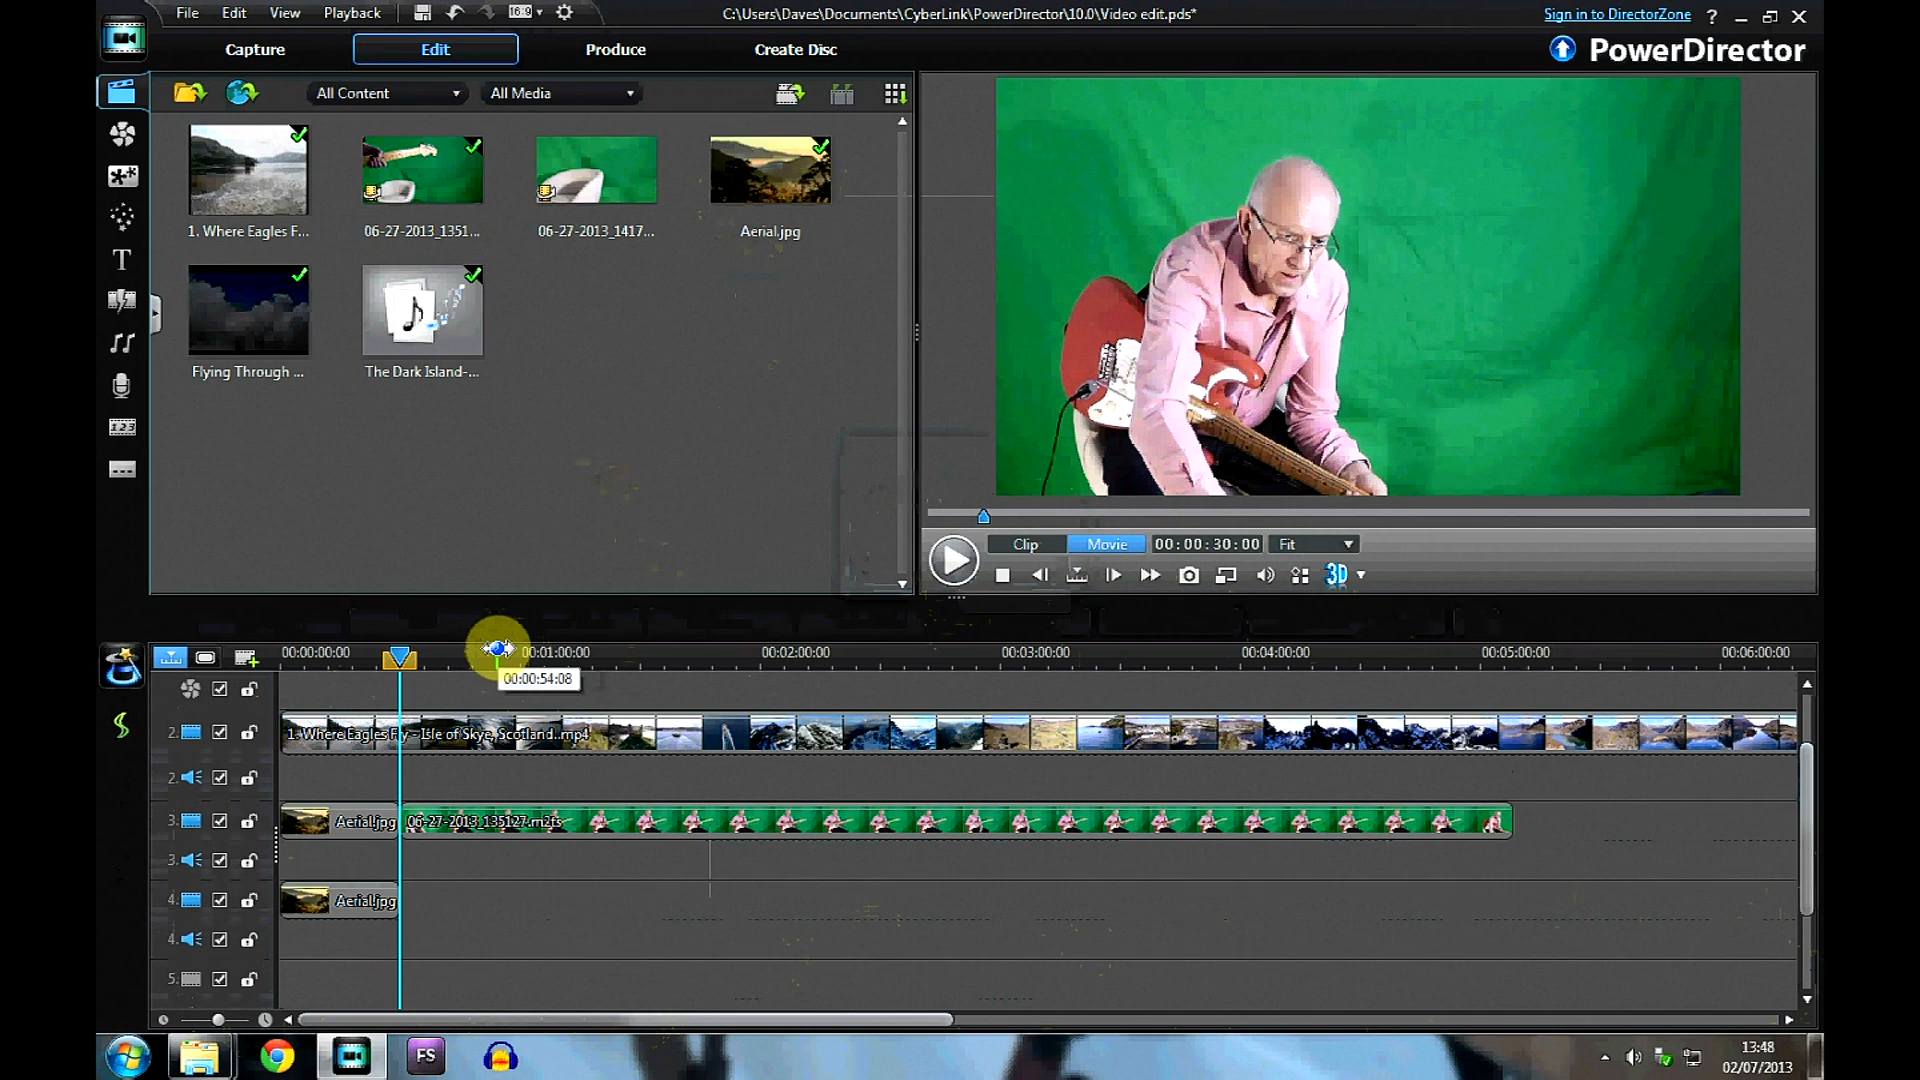 File Edit View Playback
16:9
C:\Users\Daves\Documents\CyberLink\PowerDirector\10.0\Video edit.pds*
Sign in to DirectorZone ?
Capture Edit Produce Create Disc
PowerDirector
All Content All Media
1. Where Eagles F... 06-27-2013_1351... 06-27-2013_1417... Aerial.jpg
Flying Through ... The Dark Island-...
T
123
Clip Movie 00:00:30:00 Fit
3D
00:00:00:00 00:01:00:00 00:02:00:00 00:03:00:00 00:04:00:00 00:05:00:00 00:06:00:00
00:00:54:08
2. 1. Where Eagles Fly - Isle of Skye, Scotland..mp4
2.
3. Aerial.jpg 06-27-2013_135127.m2ts
3.
4. Aerial.jpg
4.
5.
FS
13:48
02/07/2013